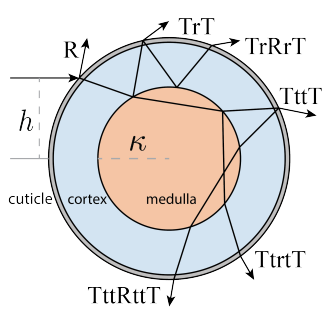 R
TrT
TrRrT
TttT
h
κ
cuticle
cortex
medulla
TtrtT
TttRttT